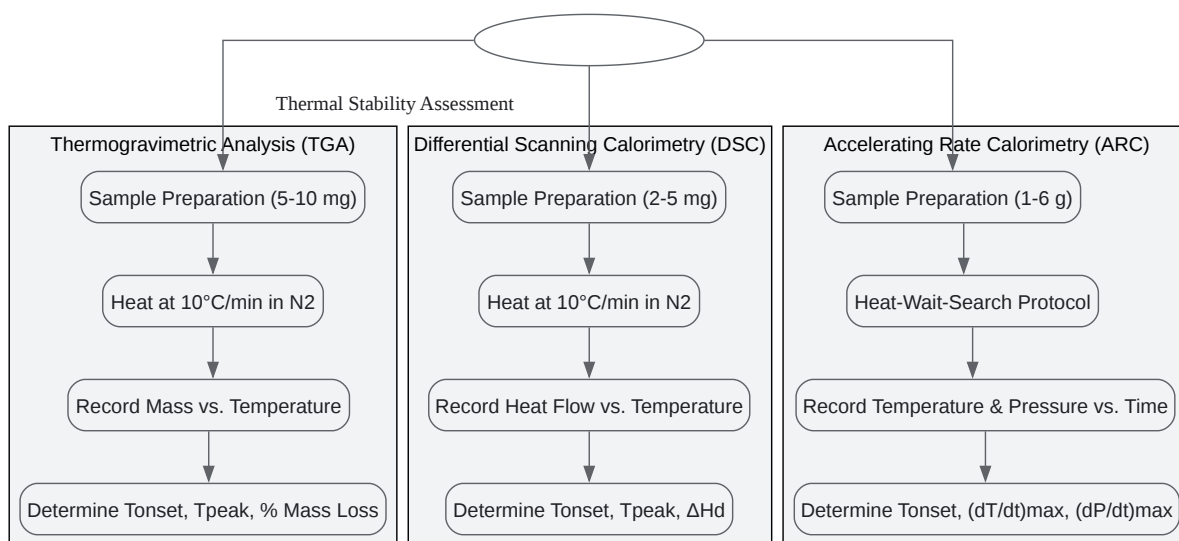 Thermal Stability Assessment
Thermogravimetric Analysis (TGA)
Sample Preparation (5-10 mg)
Heat at 10°C/min in N2
Record Mass vs. Temperature
Determine Tonset, Tpeak, % Mass Loss
Differential Scanning Calorimetry (DSC)
Sample Preparation (2-5 mg)
Heat at 10°C/min in N2
Record Heat Flow vs. Temperature
Determine Tonset, Tpeak, ΔHd
Accelerating Rate Calorimetry (ARC)
Sample Preparation (1-6 g)
Heat-Wait-Search Protocol
Record Temperature & Pressure vs. Time
Determine Tonset, (dT/dt)max, (dP/dt)max